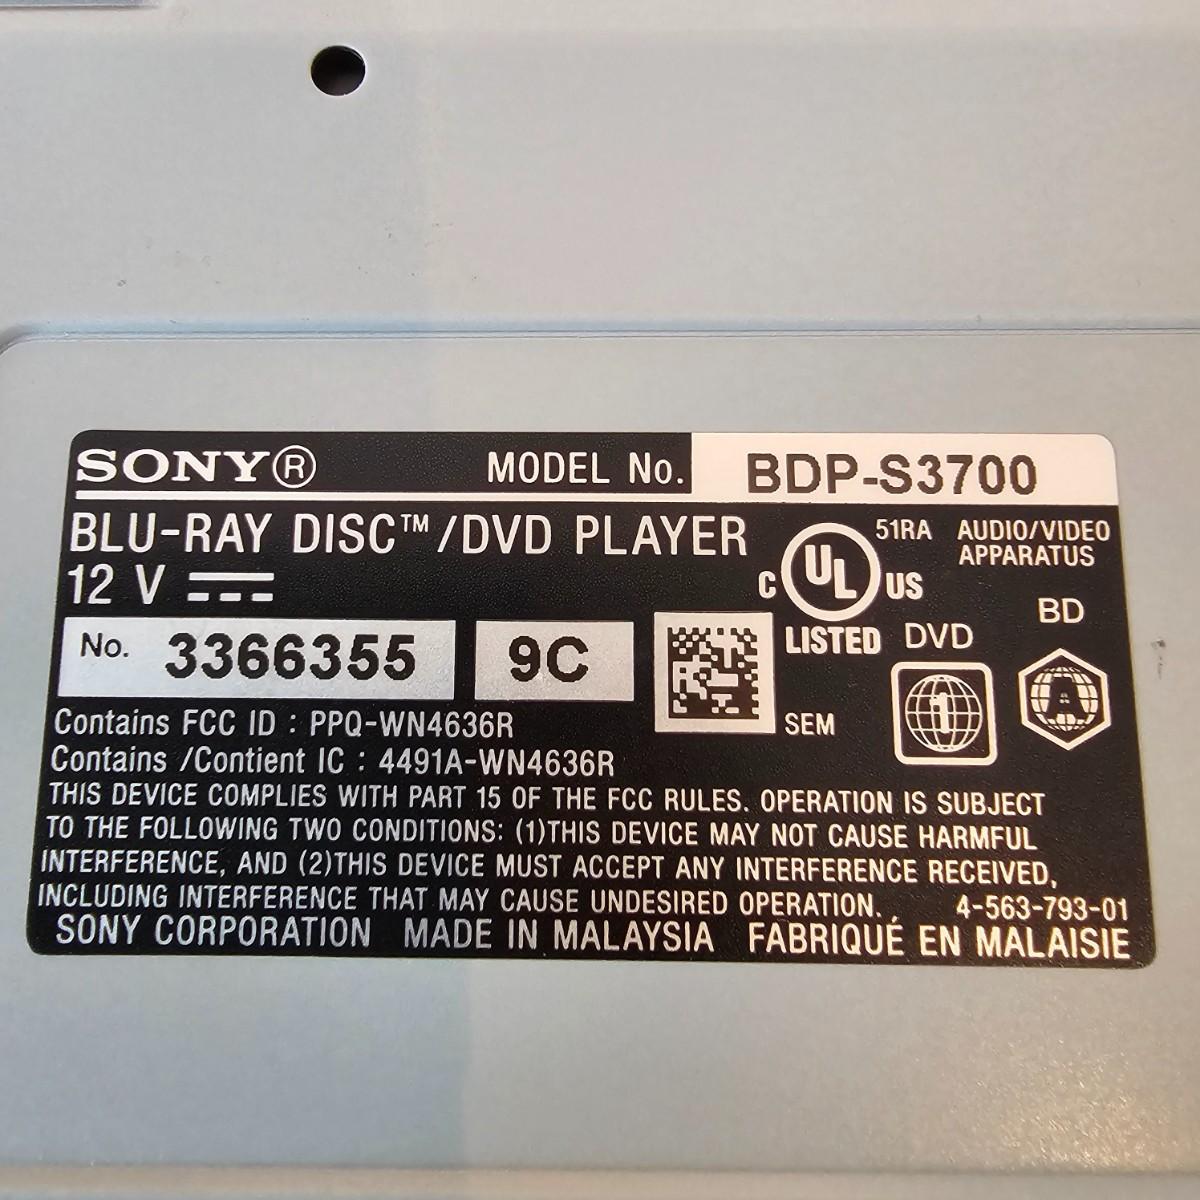 SONY® MODEL No. BDP-S3700
BLU-RAY DISC™/DVD PLAYER
12 V
51RA
AUDIO/VIDEO
APPARATUS
C UL US
LISTED
No. 3366355
9C
SEM
DVD
1
BD
A
Contains FCC ID : PPQ-WN4636R
Contains /Contient IC : 4491A-WN4636R
THIS DEVICE COMPLIES WITH PART 15 OF THE FCC RULES. OPERATION IS SUBJECT
TO THE FOLLOWING TWO CONDITIONS: (1)THIS DEVICE MAY NOT CAUSE HARMFUL
INTERFERENCE, AND (2)THIS DEVICE MUST ACCEPT ANY INTERFERENCE RECEIVED,
INCLUDING INTERFERENCE THAT MAY CAUSE UNDESIRED OPERATION. 4-563-793-01
SONY CORPORATION MADE IN MALAYSIA FABRIQUÉ EN MALAISIE